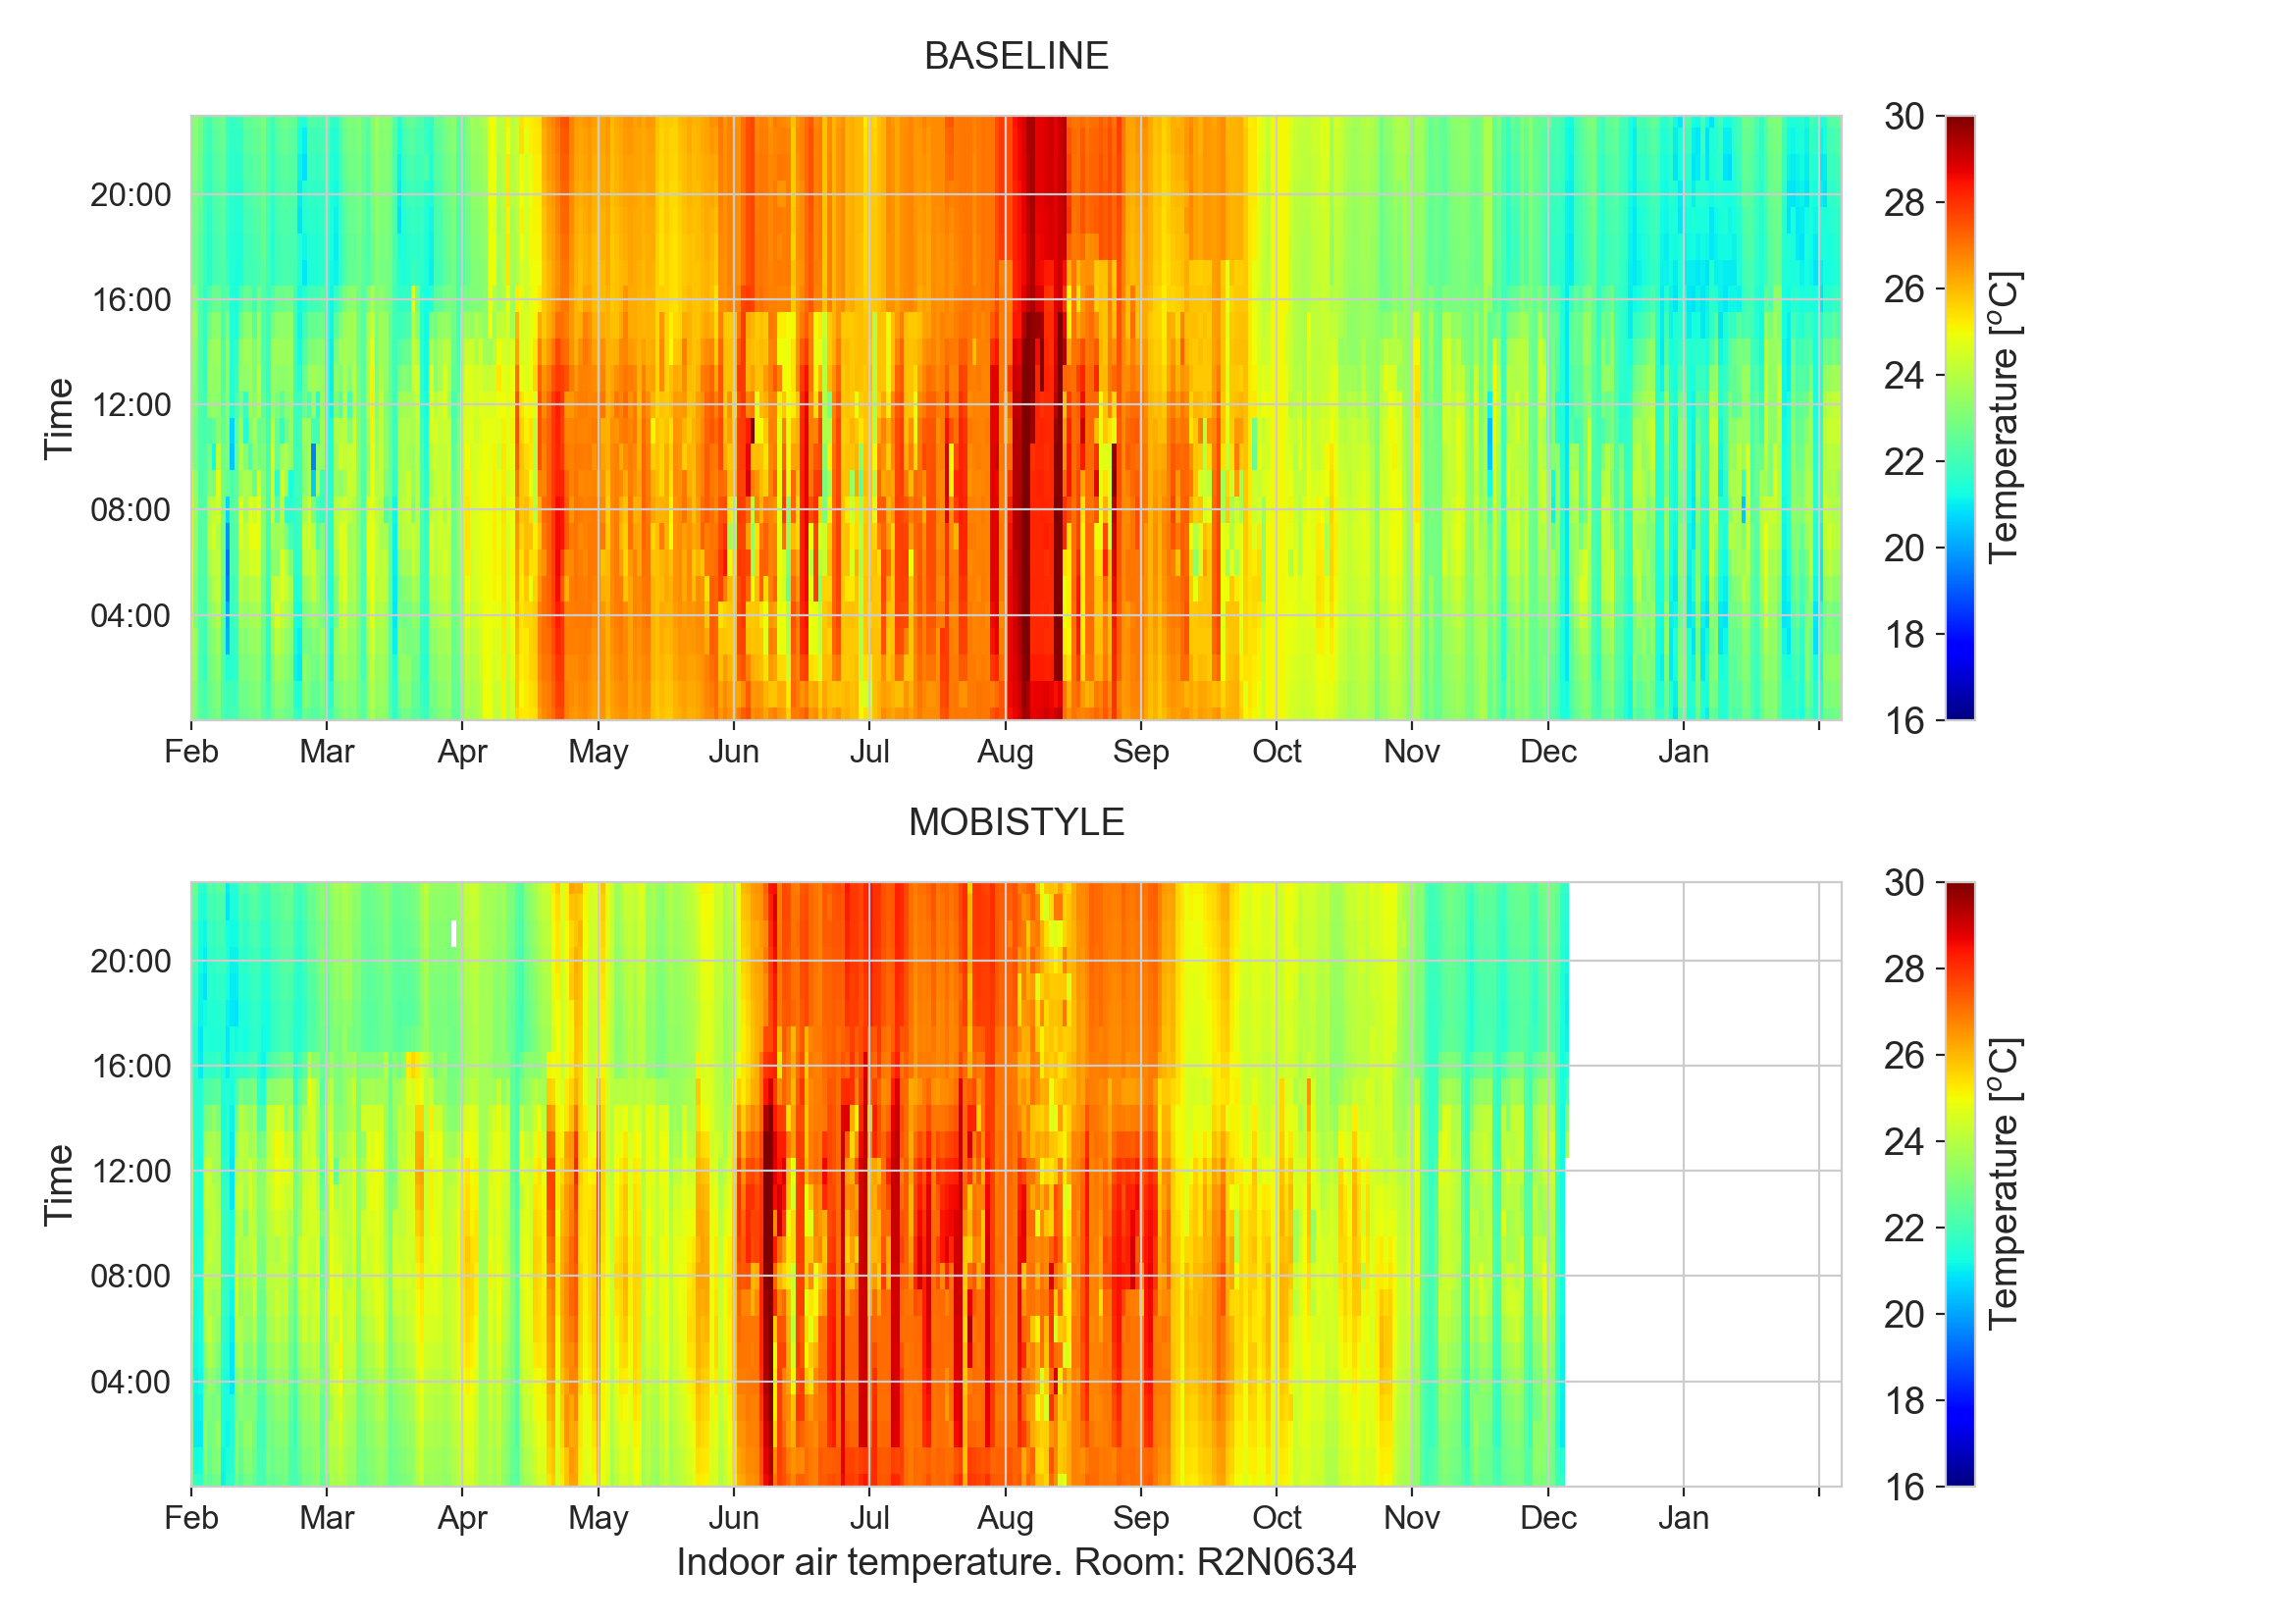 BASELINE
30
28
26
24
22
20
18
16
Temperature [°C]
20:00
16:00
12:00
08:00
04:00
Time
Feb Mar Apr May Jun Jul Aug Sep Oct Nov Dec Jan
MOBISTYLE
30
28
26
24
22
20
18
16
Temperature [°C]
20:00
16:00
12:00
08:00
04:00
Time
Feb Mar Apr May Jun Jul Aug Sep Oct Nov Dec Jan
Indoor air temperature. Room: R2N0634